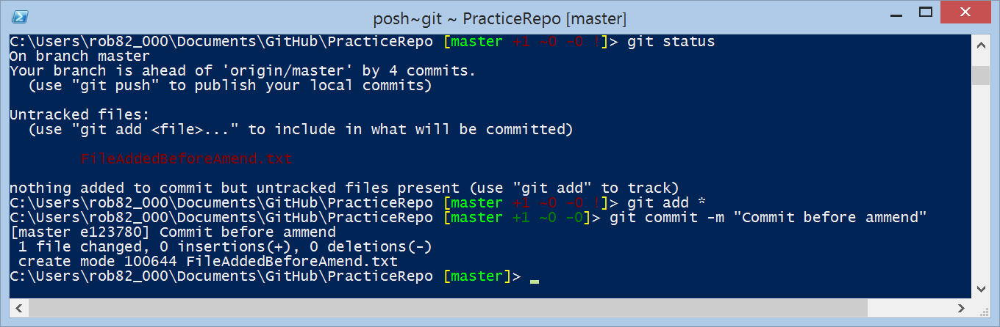 posh~git ~ PracticeRepo [master]
C:\Users\rob82_000\Documents\GitHub\PracticeRepo [master +1 ~0 -0 !]> git status
On branch master
Your branch is ahead of 'origin/master' by 4 commits.
  (use "git push" to publish your local commits)
Untracked files:
  (use "git add <file>..." to include in what will be committed)
        FileAddedBeforeAmend.txt
nothing added to commit but untracked files present (use "git add" to track)
C:\Users\rob82_000\Documents\GitHub\PracticeRepo [master +1 ~0 -0 !]> git add *
C:\Users\rob82_000\Documents\GitHub\PracticeRepo [master +1 ~0 -0]> git commit -m "Commit before ammend"
[master e123780] Commit before ammend
 1 file changed, 0 insertions(+), 0 deletions(-)
 create mode 100644 FileAddedBeforeAmend.txt
C:\Users\rob82_000\Documents\GitHub\PracticeRepo [master]> _